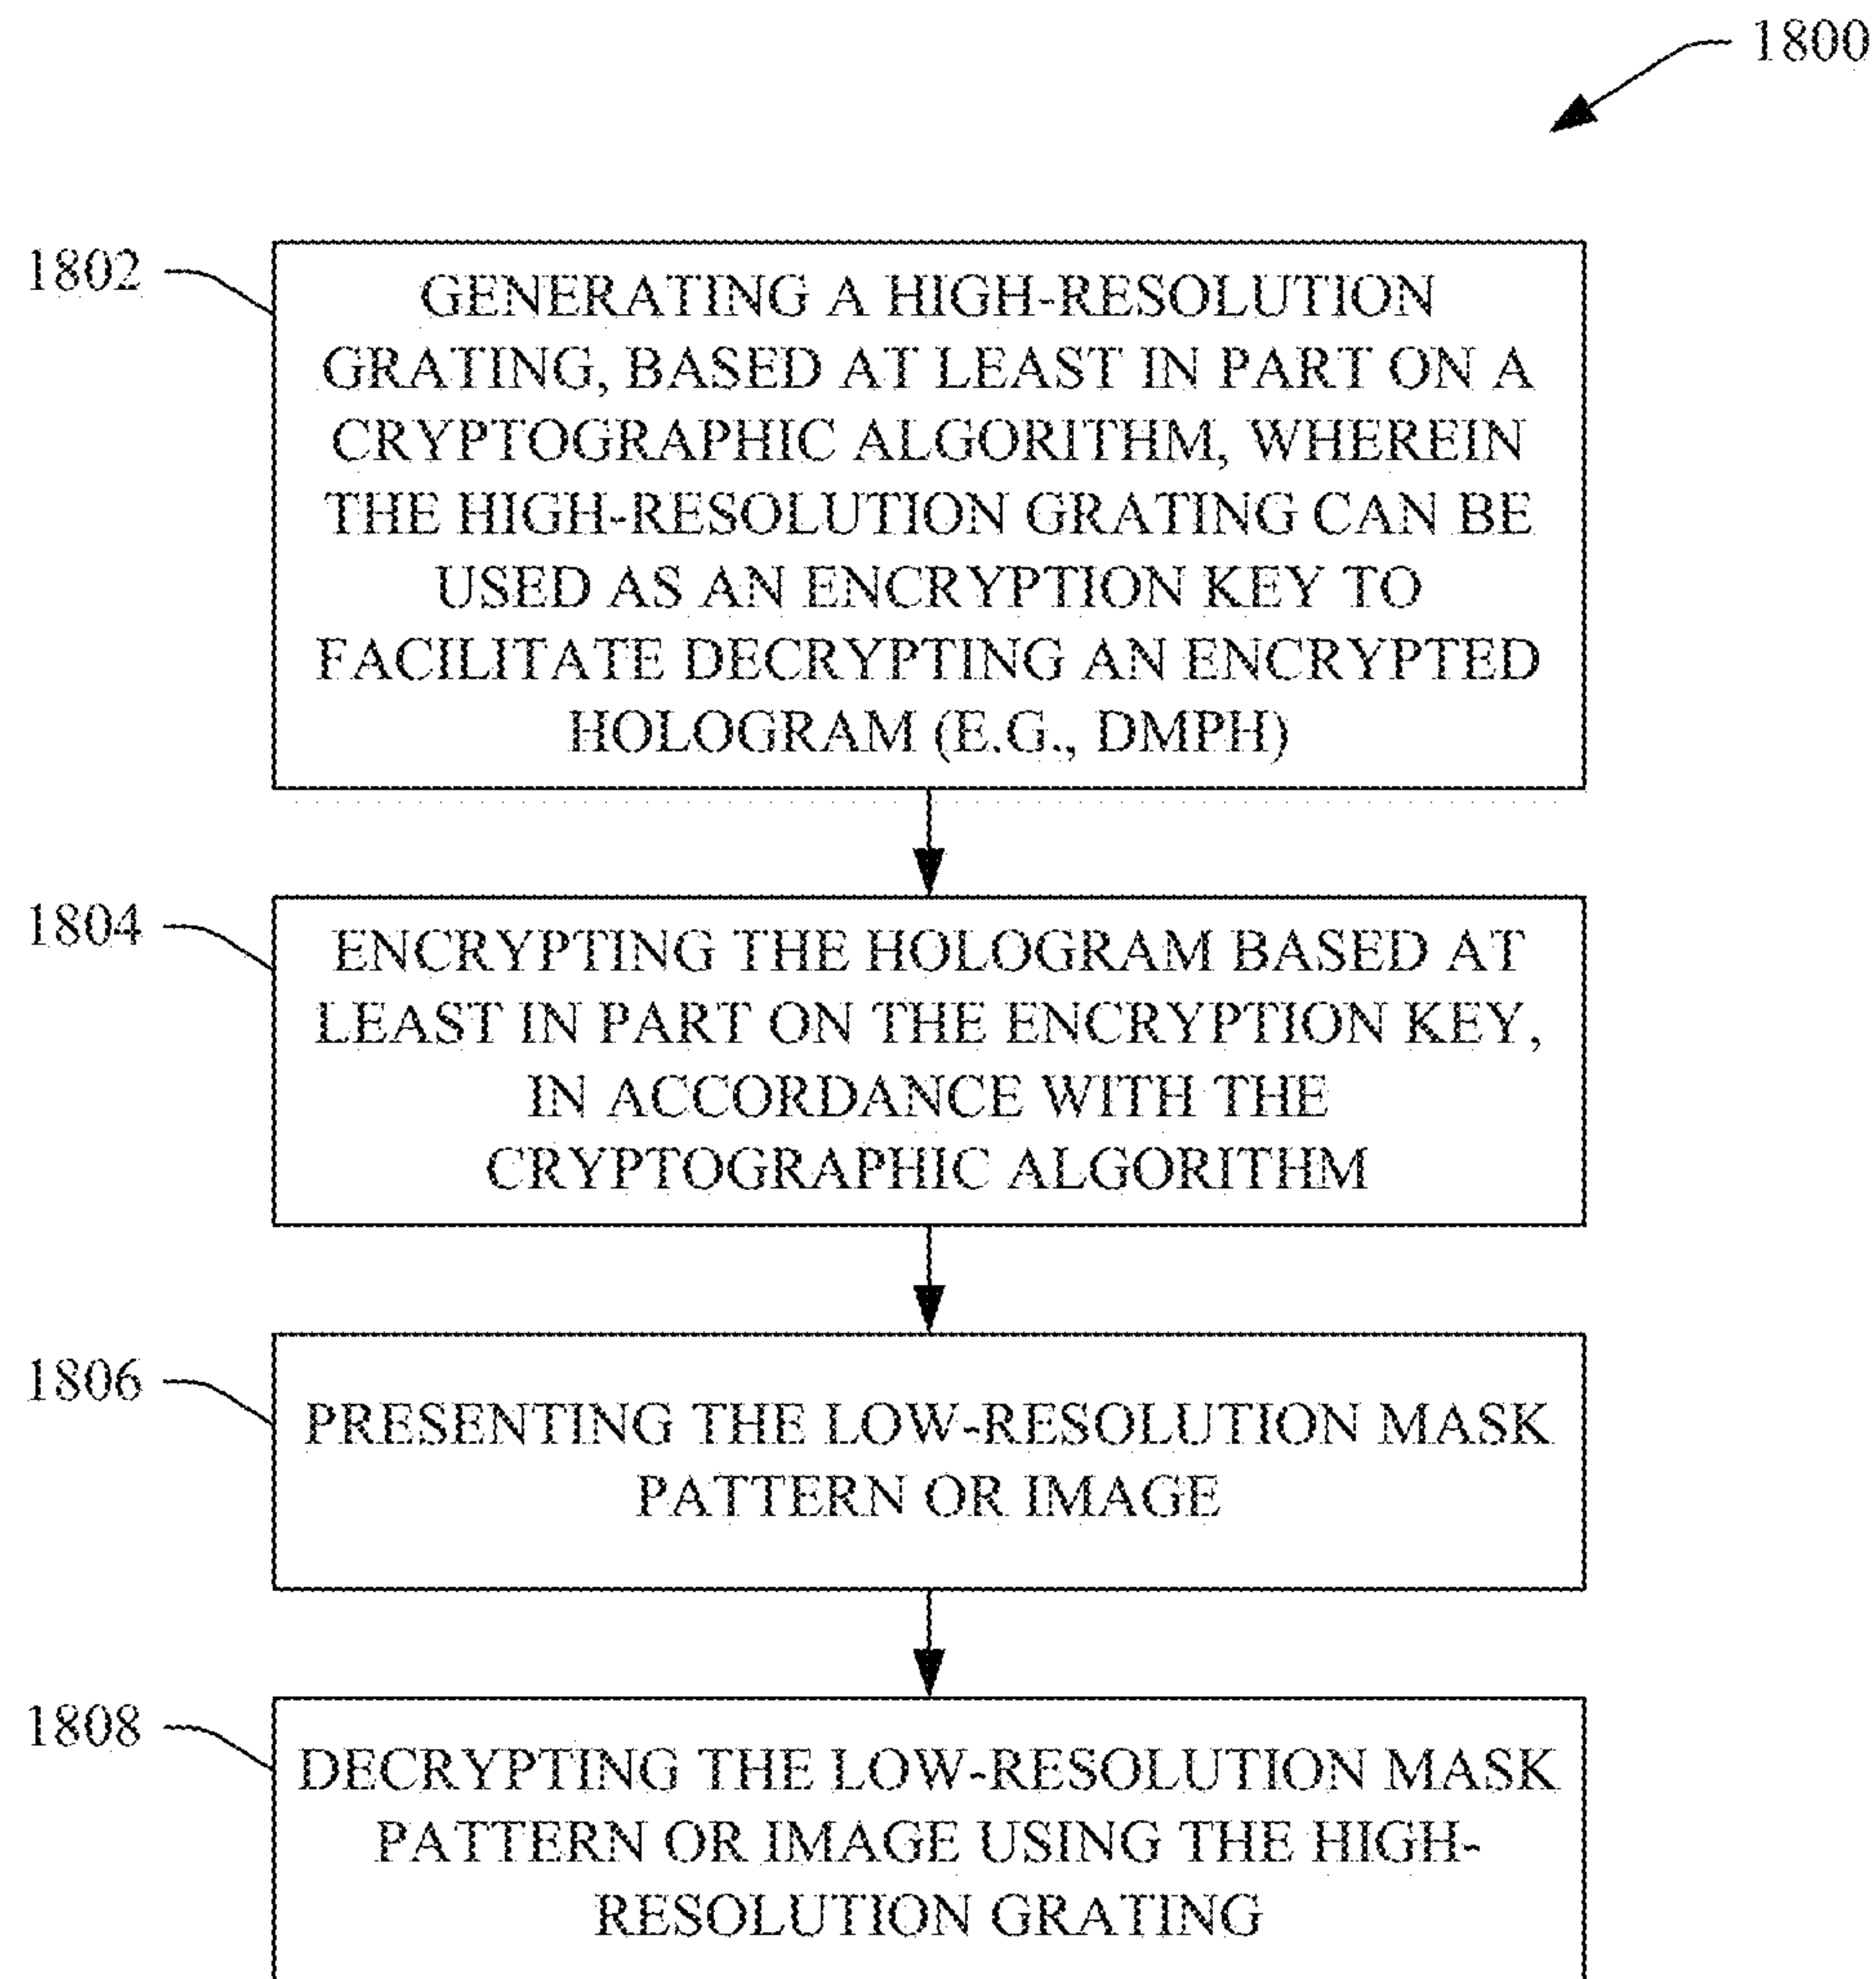 1800
1802
GENERATING A HIGH-RESOLUTION
GRATING, BASED AT LEAST IN PART ON A
CRYPTOGRAPHIC ALGORITHM, WHEREIN
THE HIGH-RESOLUTION GRATING CAN BE
USED AS AN ENCRYPTION KEY TO
FACILITATE DECRYPTING AN ENCRYPTED
HOLOGRAM (E.G., DMPH)
1804
ENCRYPTING THE HOLOGRAM BASED AT
LEAST IN PART ON THE ENCRYPTION KEY,
IN ACCORDANCE WITH THE
CRYPTOGRAPHIC ALGORITHM
1806
PRESENTING THE LOW-RESOLUTION MASK
PATTERN OR IMAGE
1808
DECRYPTING THE LOW-RESOLUTION MASK
PATTERN OR IMAGE USING THE HIGH-
RESOLUTION GRATING